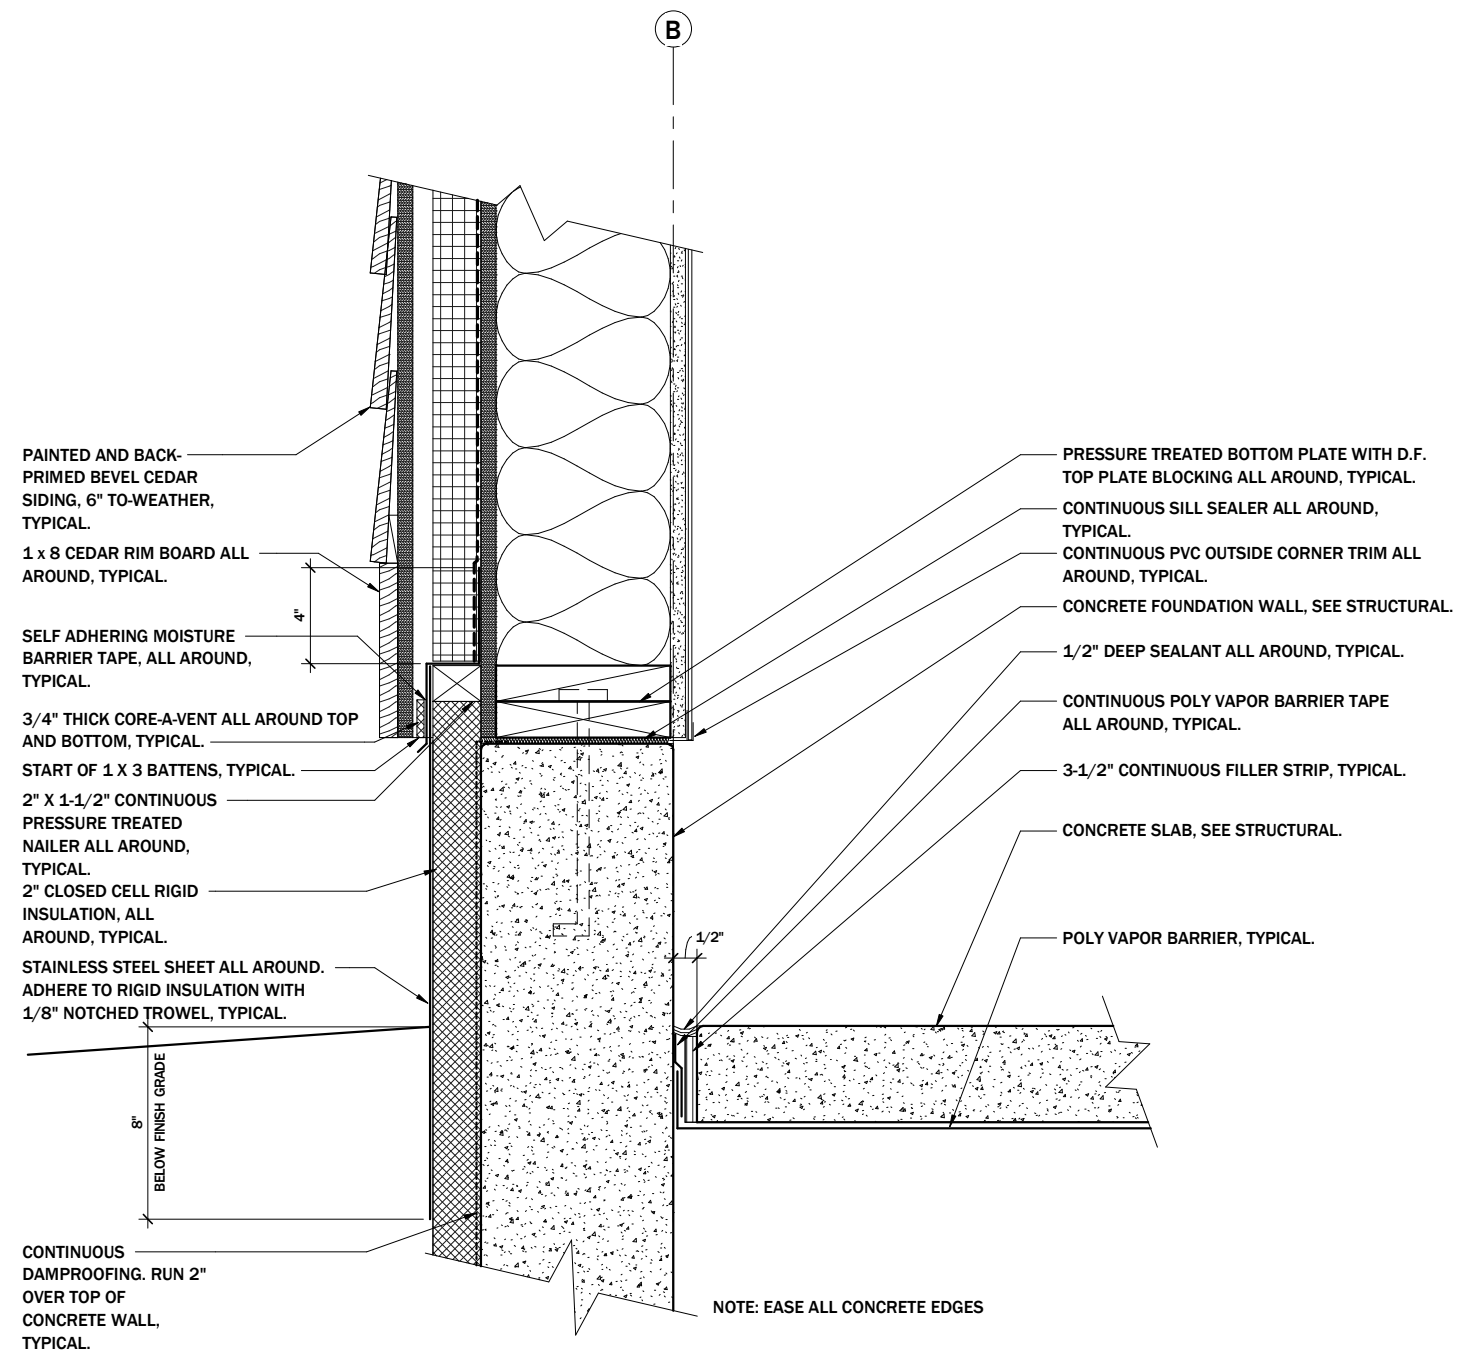 B
PAINTED AND BACK-
PRIMED BEVEL CEDAR
SIDING, 6" TO-WEATHER,
TYPICAL.
1 x 8 CEDAR RIM BOARD ALL
AROUND, TYPICAL.
4"
SELF ADHERING MOISTURE
BARRIER TAPE, ALL AROUND,
TYPICAL.
3/4" THICK CORE-A-VENT ALL AROUND TOP
AND BOTTOM, TYPICAL.
START OF 1 X 3 BATTENS, TYPICAL.
2" X 1-1/2" CONTINUOUS
PRESSURE TREATED
NAILER ALL AROUND,
TYPICAL.
2" CLOSED CELL RIGID
INSULATION, ALL
AROUND, TYPICAL.
STAINLESS STEEL SHEET ALL AROUND.
ADHERE TO RIGID INSULATION WITH
1/8" NOTCHED TROWEL, TYPICAL.
8"
BELOW FINISH GRADE
CONTINUOUS
DAMPROOFING. RUN 2"
OVER TOP OF
CONCRETE WALL,
TYPICAL.
PRESSURE TREATED BOTTOM PLATE WITH D.F.
TOP PLATE BLOCKING ALL AROUND, TYPICAL.
CONTINUOUS SILL SEALER ALL AROUND,
TYPICAL.
CONTINUOUS PVC OUTSIDE CORNER TRIM ALL
AROUND, TYPICAL.
CONCRETE FOUNDATION WALL, SEE STRUCTURAL.
1/2" DEEP SEALANT ALL AROUND, TYPICAL.
CONTINUOUS POLY VAPOR BARRIER TAPE
ALL AROUND, TYPICAL.
3-1/2" CONTINUOUS FILLER STRIP, TYPICAL.
CONCRETE SLAB, SEE STRUCTURAL.
1/2"
POLY VAPOR BARRIER, TYPICAL.
NOTE: EASE ALL CONCRETE EDGES